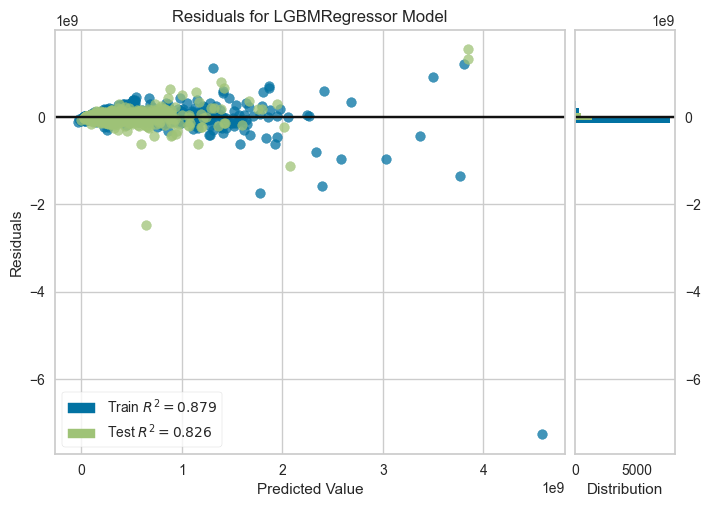 Residuals for LGBMRegressor Model
1e9
1e9
0
−2
−4
−6
0
−2
−4
−6
Residuals
Train R² = 0.879
Test R² = 0.826
0
1
2
3
4
0
5000
1e9
Predicted Value
Distribution